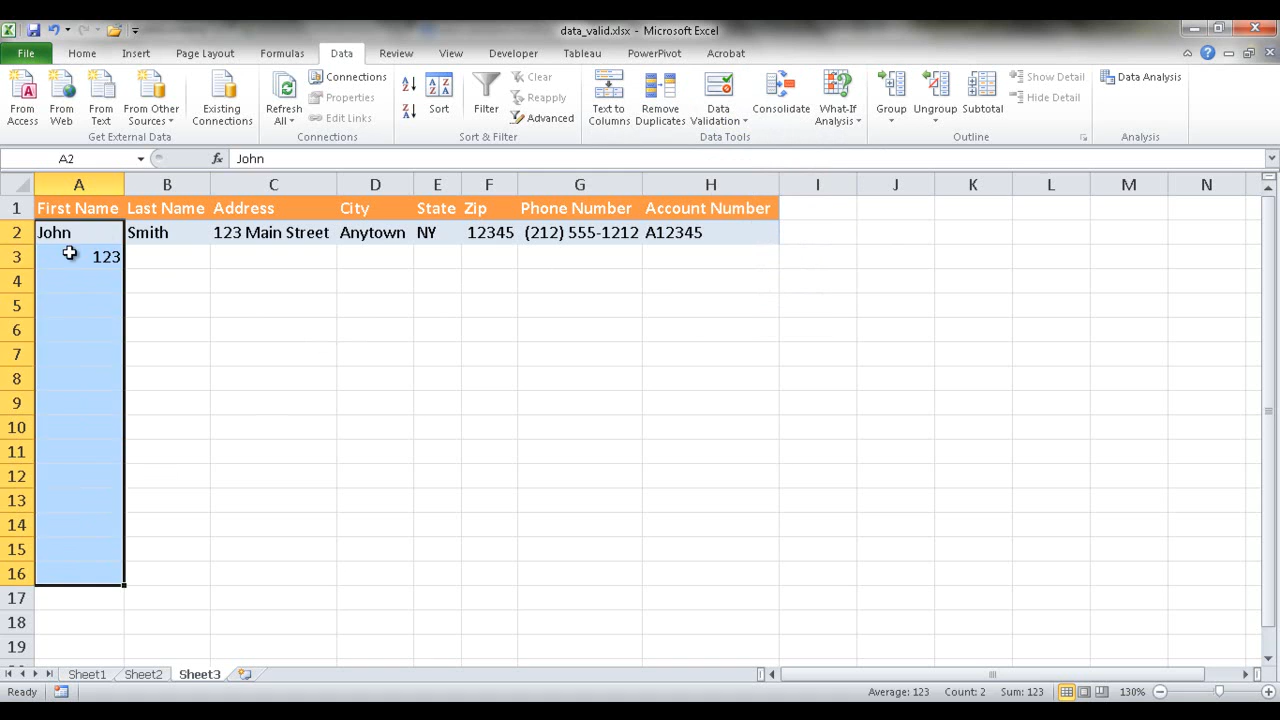 data_valid.xlsx - Microsoft Excel
File Home Insert Page Layout Formulas Data Review View Developer Tableau PowerPivot Acrobat
From Access
From Web
From Text
From Other Sources
Existing Connections
Refresh All
Connections
Properties
Edit Links
Sort
Filter
Clear
Reapply
Advanced
Text to Columns
Remove Duplicates
Data Validation
Consolidate
What-If Analysis
Group
Ungroup
Subtotal
Show Detail
Hide Detail
Data Analysis
Get External Data Connections Sort & Filter Data Tools Outline Analysis
A2 fx John
A B C D E F G H I J K L M N
1 First Name Last Name Address City State Zip Phone Number Account Number
2 John Smith 123 Main Street Anytown NY 12345 (212) 555-1212 A12345
3 123
4
5
6
7
8
9
10
11
12
13
14
15
16
17
18
19
Sheet1 Sheet2 Sheet3
Ready Average: 123 Count: 2 Sum: 123 130%